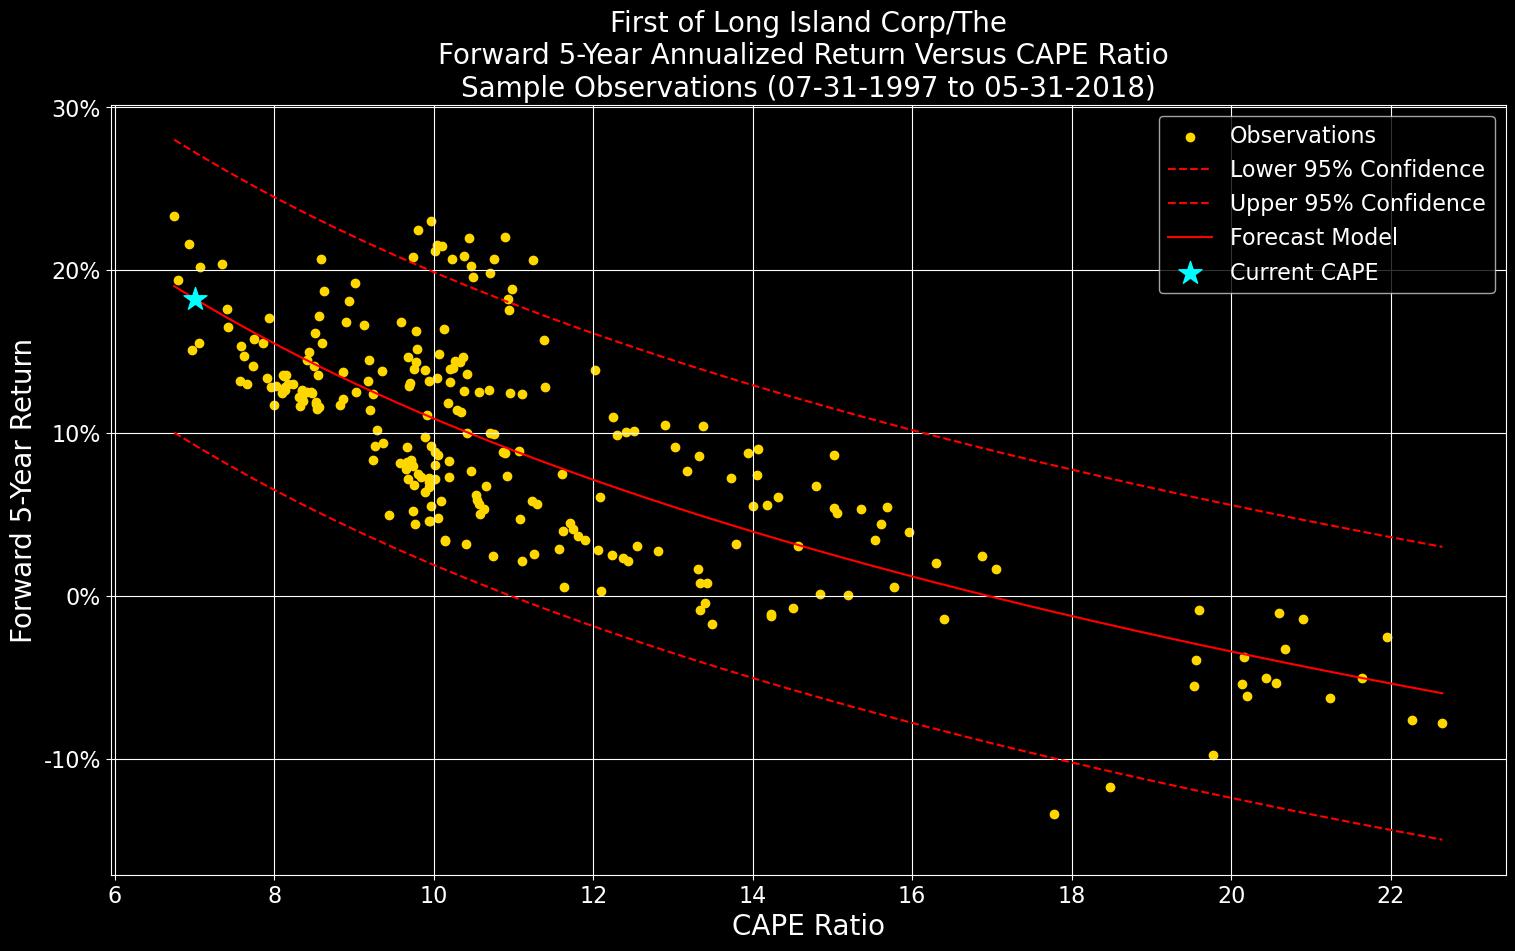 First of Long Island Corp/The
Forward 5-Year Annualized Return Versus CAPE Ratio
Sample Observations (07-31-1997 to 05-31-2018)
30%
20%
10%
0%
-10%
Forward 5-Year Return
Observations
Lower 95% Confidence
Upper 95% Confidence
Forecast Model
Current CAPE
6 8 10 12 14 16 18 20 22
CAPE Ratio